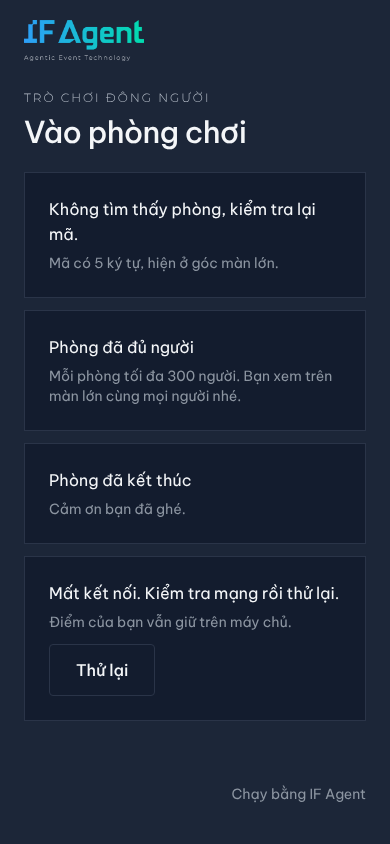 IF Agent
Agentic Event Technology
TRÒ CHƠI ĐÔNG NGƯỜI
Vào phòng chơi
Không tìm thấy phòng, kiểm tra lại
mã.
Mã có 5 ký tự, hiện ở góc màn lớn.
Phòng đã đủ người
Mỗi phòng tối đa 300 người. Bạn xem trên
màn lớn cùng mọi người nhé.
Phòng đã kết thúc
Cảm ơn bạn đã ghé.
Mất kết nối. Kiểm tra mạng rồi thử lại.
Điểm của bạn vẫn giữ trên máy chủ.
Thử lại
Chạy bằng IF Agent